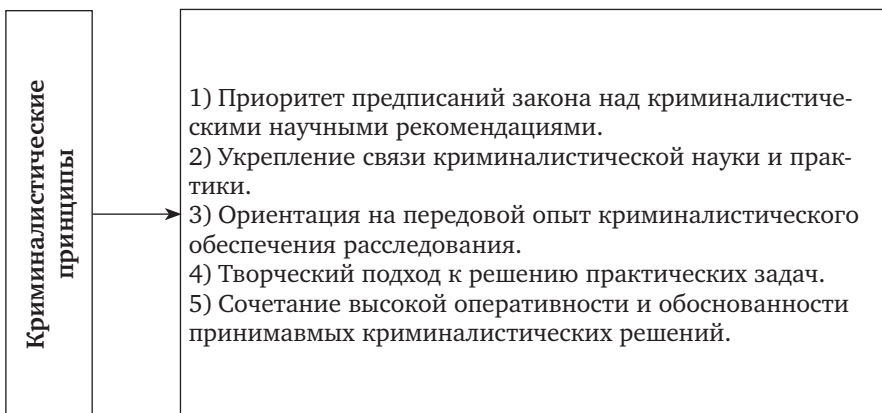 Криминалистические
принципы
1) Приоритет предписаний закона над криминалистиче-
скими научными рекомендациями.
2) Укрепление связи криминалистической науки и прак-
тики.
3) Ориентация на передовой опыт криминалистического
обеспечения расследования.
4) Творческий подход к решению практических задач.
5) Сочетание высокой оперативности и обоснованности
принимавмых криминалистических решений.